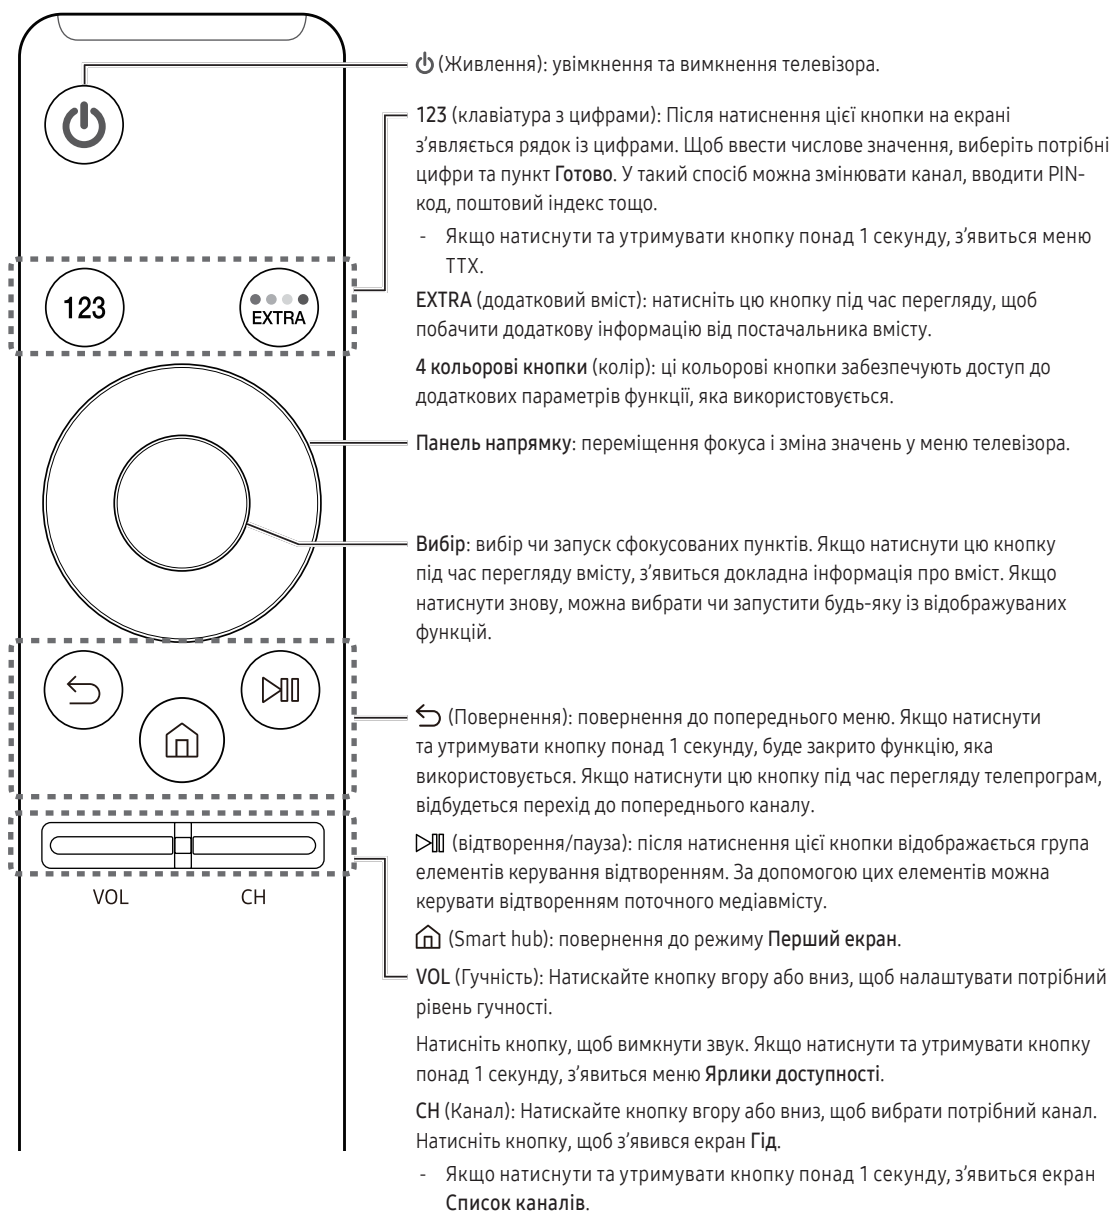 (Живлення): увімкнення та вимкнення телевізора.
123 (клавіатура з цифрами): Після натиснення цієї кнопки на екрані
з’являється рядок із цифрами. Щоб ввести числове значення, виберіть потрібні
цифри та пункт Готово. У такий спосіб можна змінювати канал, вводити PIN-
код, поштовий індекс тощо.
- Якщо натиснути та утримувати кнопку понад 1 секунду, з’явиться меню
TTX.
EXTRA (додатковий вміст): натисніть цю кнопку під час перегляду, щоб
побачити додаткову інформацію від постачальника вмісту.
4 кольорові кнопки (колір): ці кольорові кнопки забезпечують доступ до
додаткових параметрів функції, яка використовується.
123
EXTRA
Панель напрямку: переміщення фокуса і зміна значень у меню телевізора.
Вибір: вибір чи запуск сфокусованих пунктів. Якщо натиснути цю кнопку
під час перегляду вмісту, з’явиться докладна інформація про вміст. Якщо
натиснути знову, можна вибрати чи запустити будь-яку із відображуваних
функцій.
(Повернення): повернення до попереднього меню. Якщо натиснути
та утримувати кнопку понад 1 секунду, буде закрито функцію, яка
використовується. Якщо натиснути цю кнопку під час перегляду телепрограм,
відбудеться перехід до попереднього каналу.
(відтворення/пауза): після натиснення цієї кнопки відображається група
елементів керування відтворенням. За допомогою цих елементів можна
керувати відтворенням поточного медіавмісту.
(Smart hub): повернення до режиму Перший екран.
VOL
CH
VOL (Гучність): Натискайте кнопку вгору або вниз, щоб налаштувати потрібний
рівень гучності.
Натисніть кнопку, щоб вимкнути звук. Якщо натиснути та утримувати кнопку
понад 1 секунду, з’явиться меню Ярлики доступності.
CH (Канал): Натискайте кнопку вгору або вниз, щоб вибрати потрібний канал.
Натисніть кнопку, щоб з’явився екран Гід.
- Якщо натиснути та утримувати кнопку понад 1 секунду, з’явиться екран
Список каналів.